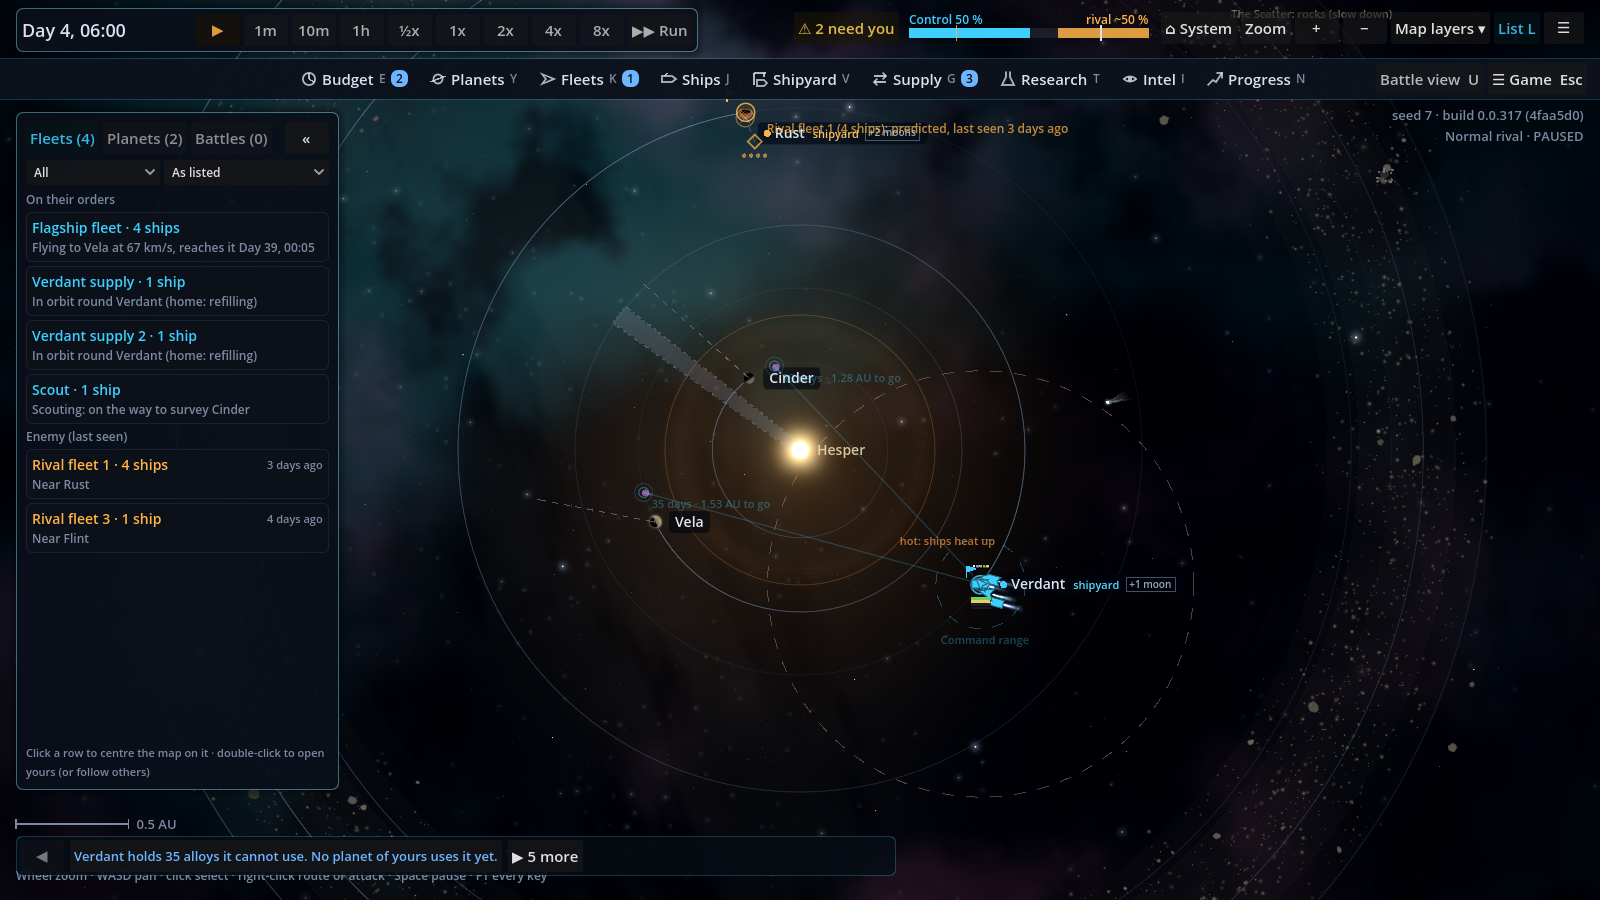 Day 4, 06:00
1m 10m 1h ½x 1x 2x 4x 8x ▶▶ Run
⚠ 2 need you
Control 50 % rival ~50 %
The Scatter: rocks (slow down)
⌂ System Zoom + − Map layers ▾ List L ☰
Budget E 2 Planets Y Fleets K 1 Ships J Shipyard V Supply G 3 Research T Intel I Progress N
Battle view U ☰ Game Esc
seed 7 · build 0.0.317 (4faa5d0)
Normal rival · PAUSED
Fleets (4) Planets (2) Battles (0) «
All As listed
On their orders
Flagship fleet · 4 ships
Flying to Vela at 67 km/s, reaches it Day 39, 00:05
Verdant supply · 1 ship
In orbit round Verdant (home: refilling)
Verdant supply 2 · 1 ship
In orbit round Verdant (home: refilling)
Scout · 1 ship
Scouting: on the way to survey Cinder
Enemy (last seen)
Rival fleet 1 · 4 ships 3 days ago
Near Rust
Rival fleet 3 · 1 ship 4 days ago
Near Flint
Click a row to centre the map on it · double-click to open
yours (or follow others)
Rival fleet 1 (4 ships) predicted, last seen 3 days ago
Rust shipyard +2 moons
Cinder
days · 1.28 AU to go
Hesper
35 days · 1.53 AU to go
Vela
hot: ships heat up
Verdant shipyard +1 moon
Command range
0.5 AU
◀ Verdant holds 35 alloys it cannot use. No planet of yours uses it yet. ▶ 5 more
Wheel zoom · WASD pan · click select · right-click route or attack · Space pause · F1 every key